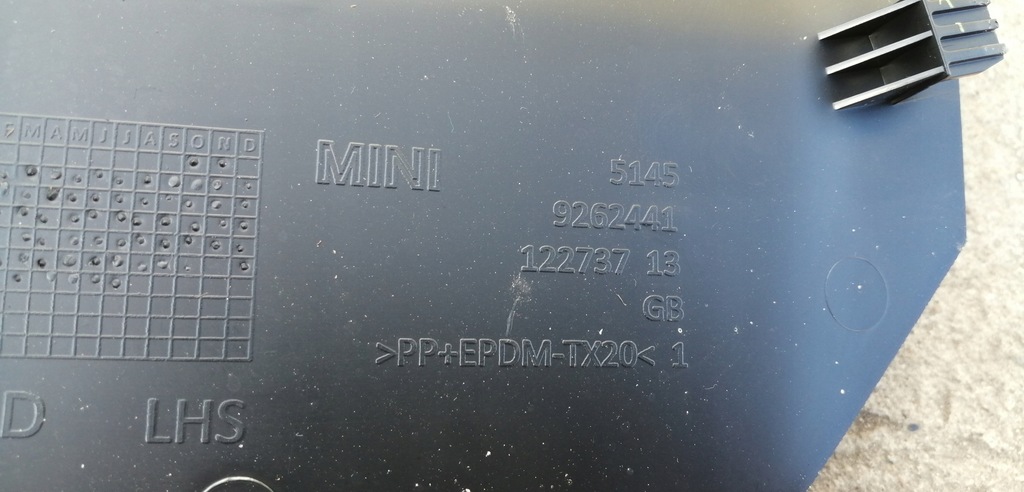 F M A M J J A S O N D
MINI
5145
9262441
122737 13
GB
>PP+EPDM-TX20< 1
D LHS